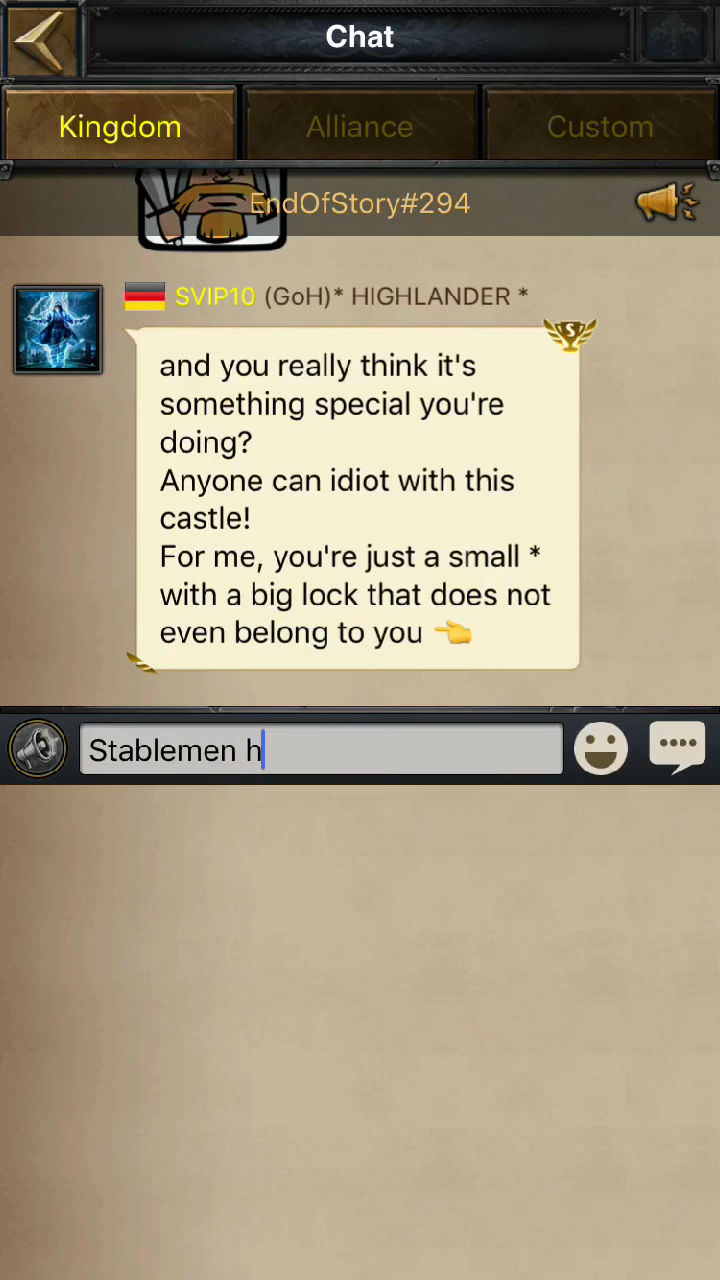 Chat
Kingdom
Alliance
Custom
EndOfStory#294
SVIP10 (GoH)* HIGHLANDER *
S
and you really think it's
something special you're
doing?
Anyone can idiot with this
castle!
For me, you're just a small *
with a big lock that does not
even belong to you 👈
Stablemen h